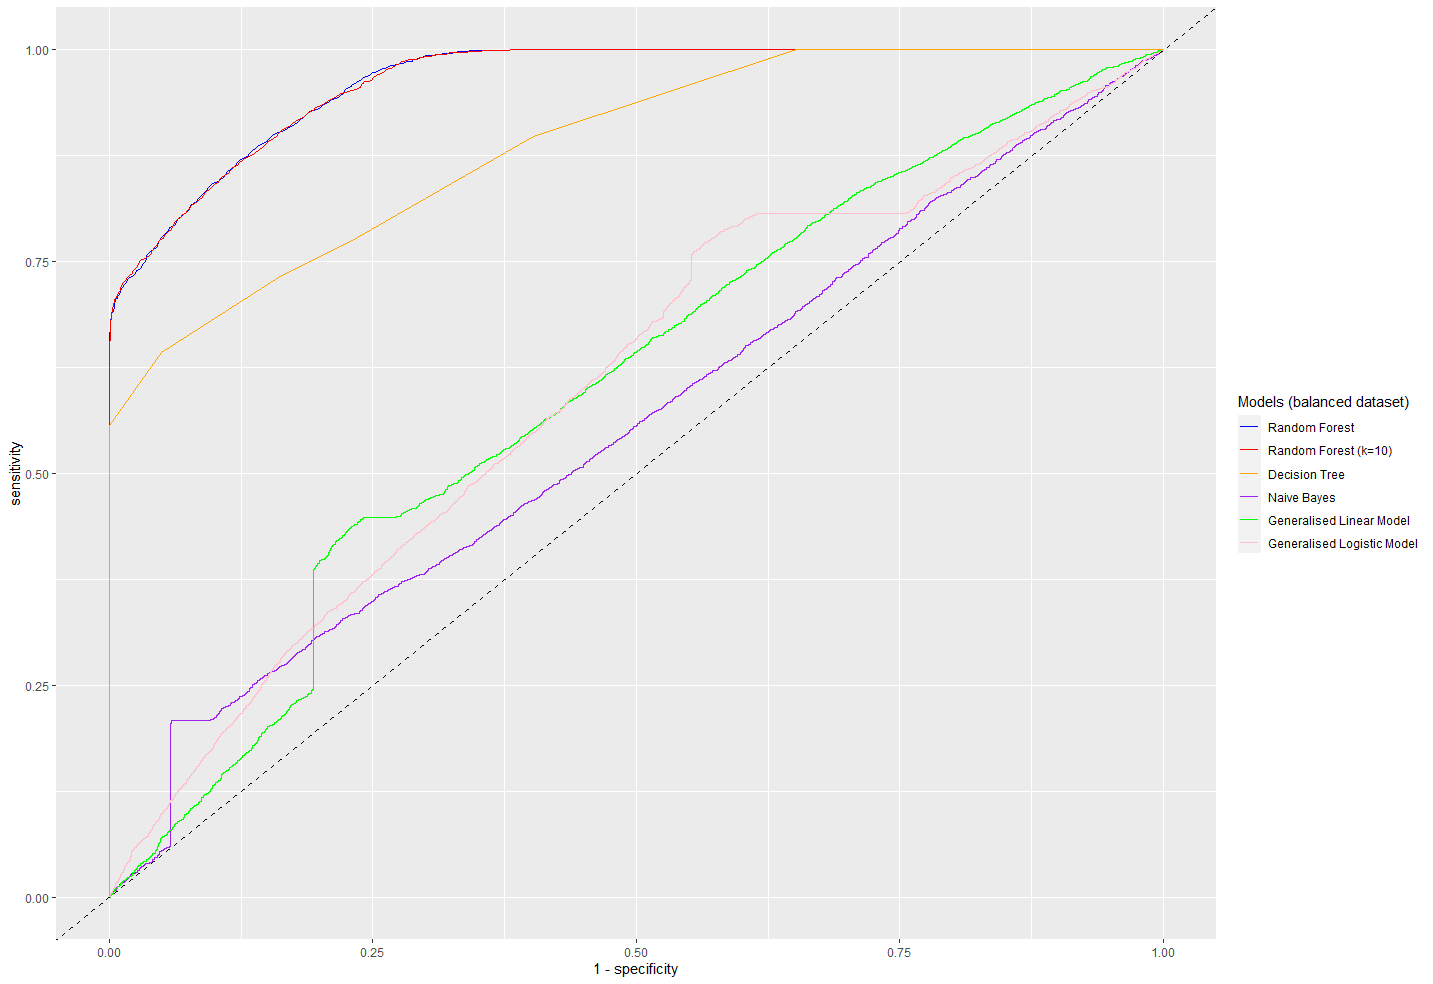 1.00
0.75
0.50
0.25
0.00
sensitivity
0.00 0.25 0.50 0.75 1.00
1 - specificity
Models (balanced dataset)
Random Forest
Random Forest (k=10)
Decision Tree
Naive Bayes
Generalised Linear Model
Generalised Logistic Model